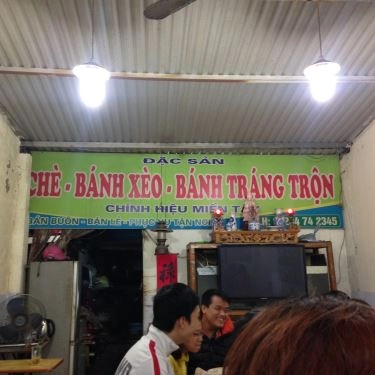 ĐẶC SẢN
CHÈ - BÁNH XÈO - BÁNH TRÁNG TRỘN
CHÍNH HIỆU MIỀN
BÁN BUÔN - BÁN LẺ - PHỤC VỤ TẬN 74 2345
祿